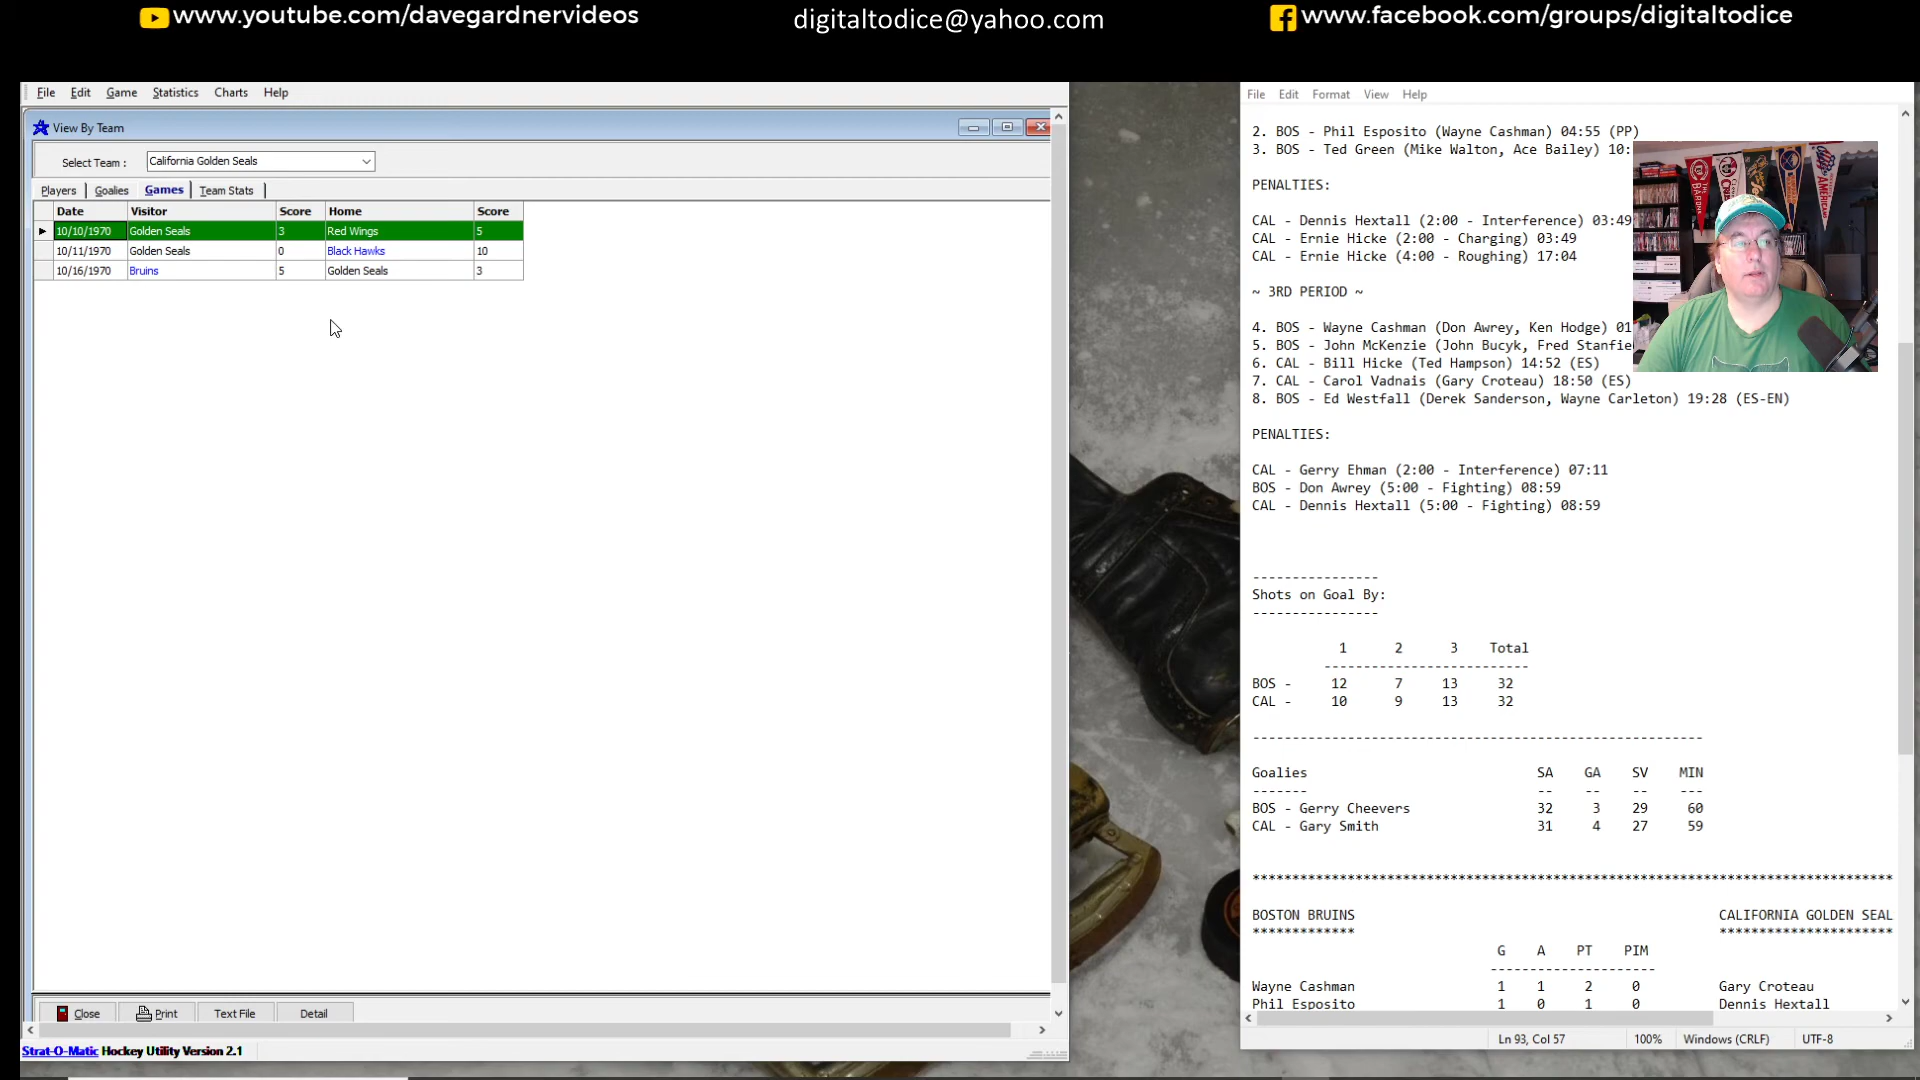 www.youtube.com/davegardnervideos
digitaltodice@yahoo.com
www.facebook.com/groups/digitaltodice
File Edit Game Statistics Charts Help
View By Team
Select Team : California Golden Seals
Players Goalies Games Team Stats
Date Visitor Score Home Score
10/10/1970 Golden Seals 3 Red Wings 5
10/11/1970 Golden Seals 0 Black Hawks 10
10/16/1970 Bruins 5 Golden Seals 3
Close Print Text File Detail
Strat-O-Matic Hockey Utility Version 2.1
File Edit Format View Help
2. BOS - Phil Esposito (Wayne Cashman) 04:55 (PP)
3. BOS - Ted Green (Mike Walton, Ace Bailey) 10:
PENALTIES:
CAL - Dennis Hextall (2:00 - Interference) 03:49
CAL - Ernie Hicke (2:00 - Charging) 03:49
CAL - Ernie Hicke (4:00 - Roughing) 17:04
~ 3RD PERIOD ~
4. BOS - Wayne Cashman (Don Awrey, Ken Hodge) 01
5. BOS - John McKenzie (John Bucyk, Fred Stanfie
6. CAL - Bill Hicke (Ted Hampson) 14:52 (ES)
7. CAL - Carol Vadnais (Gary Croteau) 18:50 (ES)
8. BOS - Ed Westfall (Derek Sanderson, Wayne Carleton) 19:28 (ES-EN)
PENALTIES:
CAL - Gerry Ehman (2:00 - Interference) 07:11
BOS - Don Awrey (5:00 - Fighting) 08:59
CAL - Dennis Hextall (5:00 - Fighting) 08:59
----------------
Shots on Goal By:
----------------
1 2 3 Total
--------------------------
BOS - 12 7 13 32
CAL - 10 9 13 32
---------------------------------------------------------
Goalies SA GA SV MIN
------- -- -- -- ---
BOS - Gerry Cheevers 32 3 29 60
CAL - Gary Smith 31 4 27 59
*********************************************************************************
BOSTON BRUINS CALIFORNIA GOLDEN SEAL
************* **********************
G A PT PIM
---------------------
Wayne Cashman 1 1 2 0 Gary Croteau
Phil Esposito 1 0 1 0 Dennis Hextall
Ln 93, Col 57 100% Windows (CRLF) UTF-8